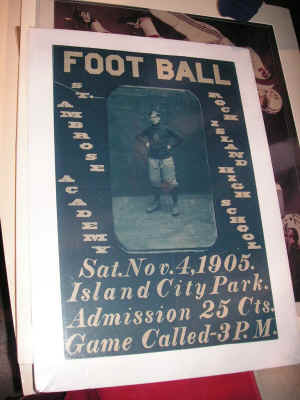 FOOT BALL
ST. AMBROSE ACADEMY
ROCK ISLAND HIGH SCHOOL
Sat. Nov. 4, 1905.
Island City Park.
Admission 25 Cts.
Game Called-3 P. M.